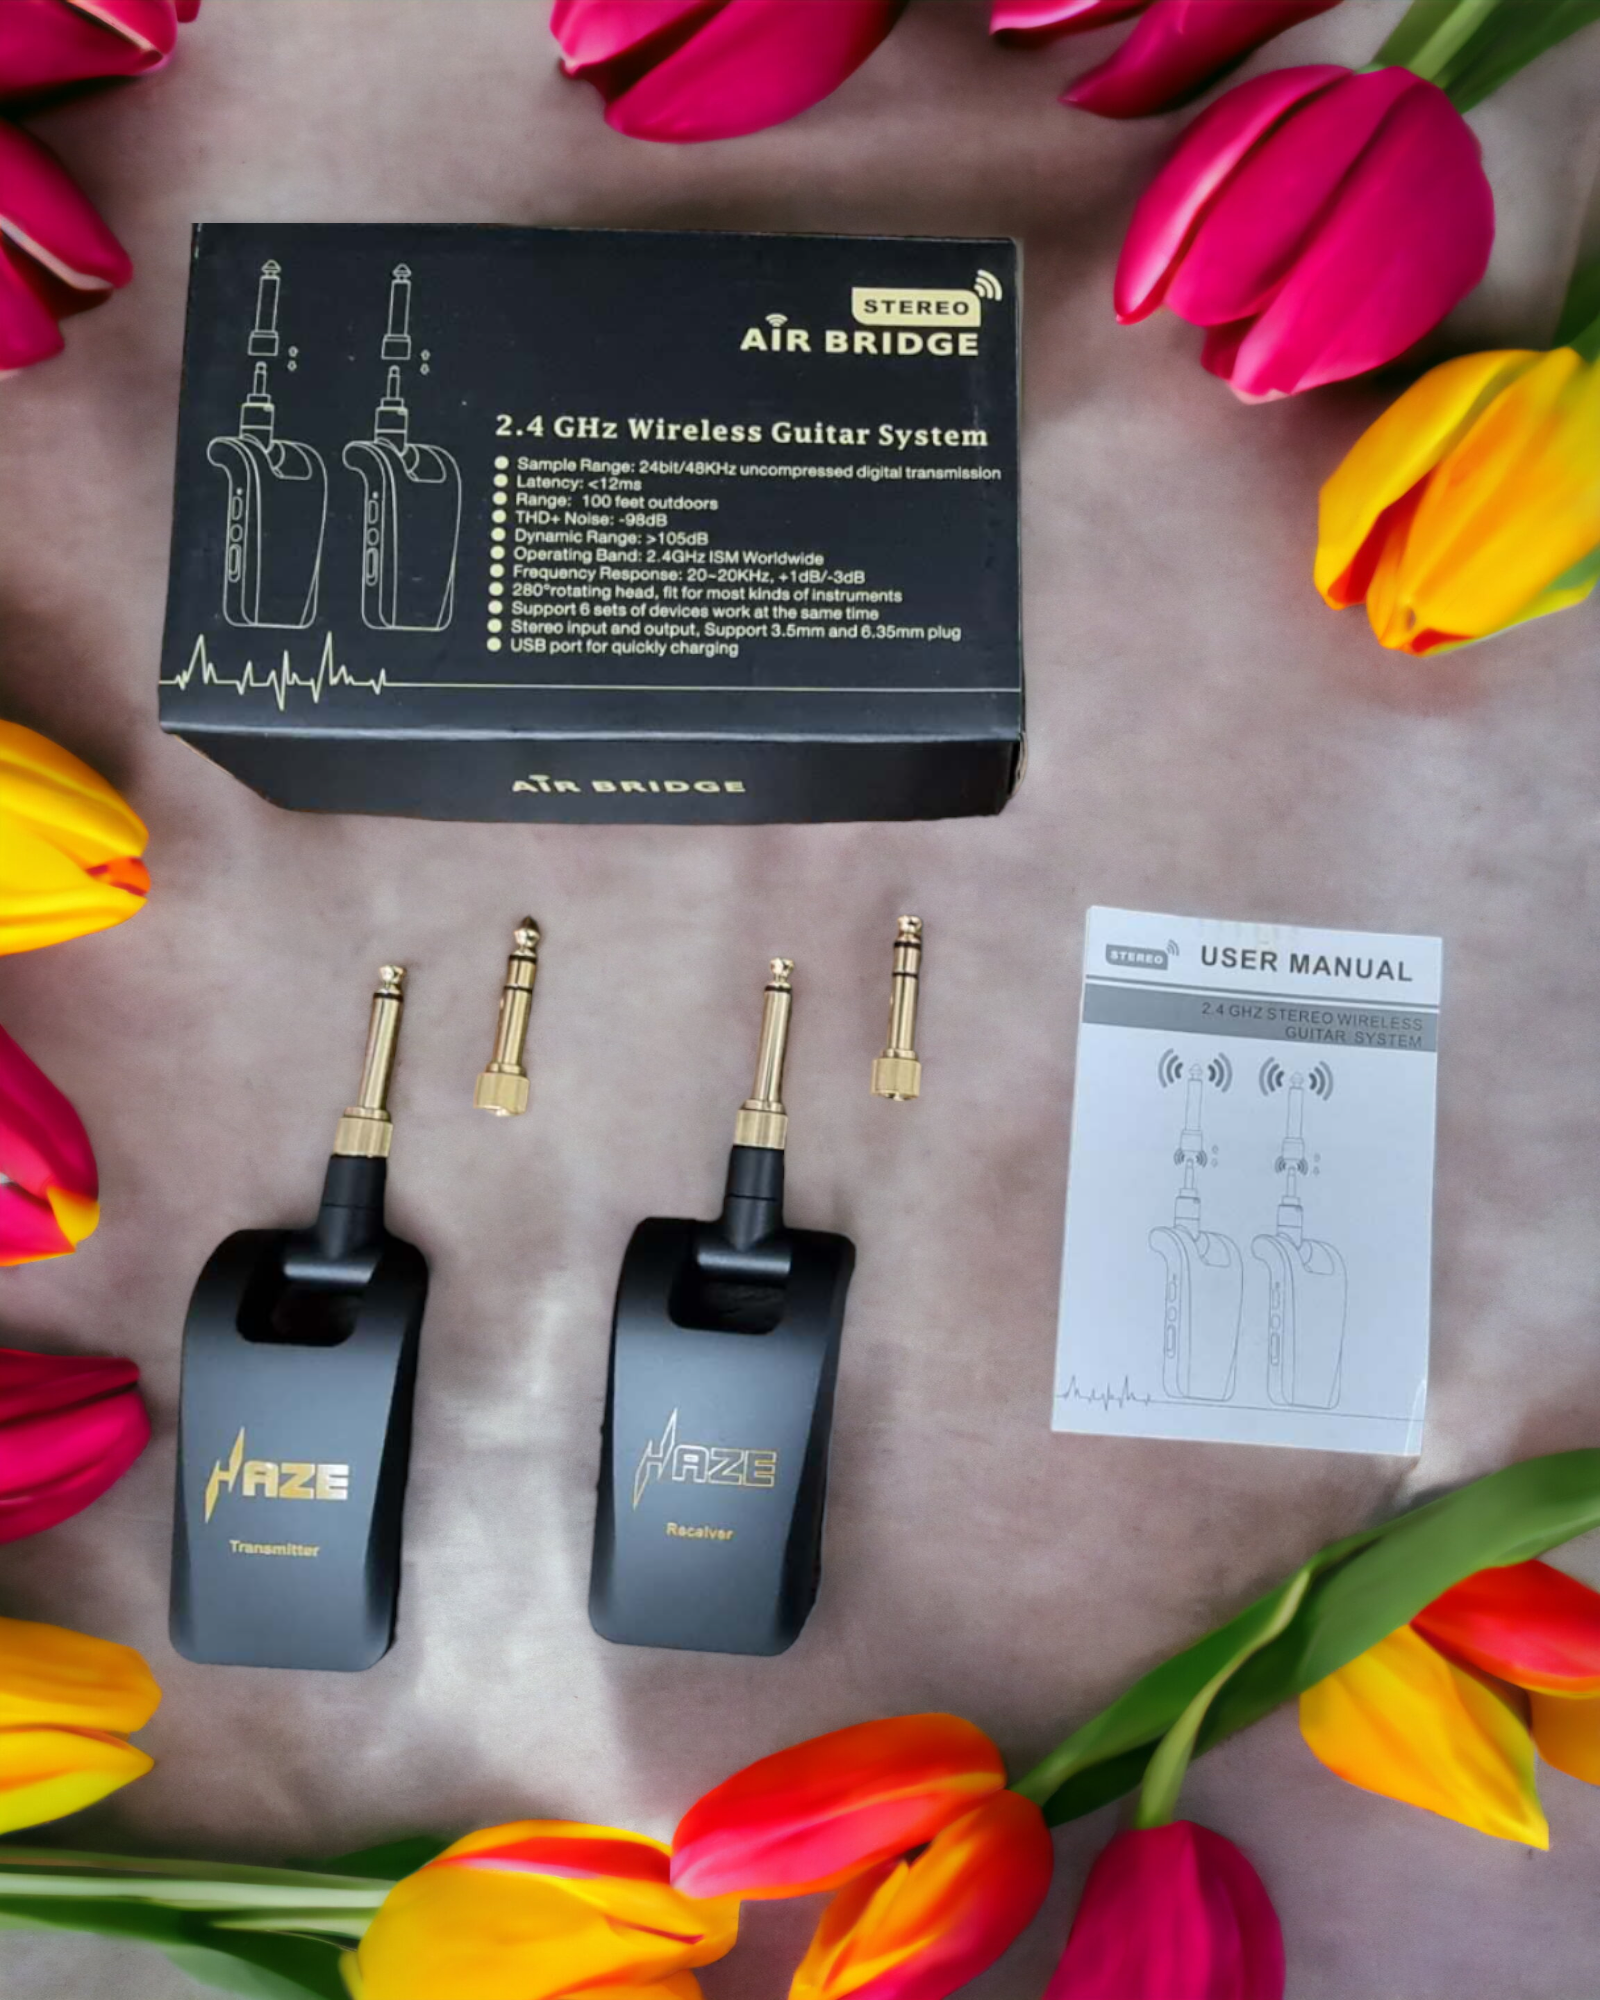 STEREO
AIR BRIDGE
2.4 GHz Wireless Guitar System
Sample Range: 24bit/48KHz uncompressed digital transmission
Latency: <12ms
Range: 100 feet outdoors
THD+ Noise: -98dB
Dynamic Range: >105dB
Operating Band: 2.4GHz ISM Worldwide
Frequency Response: 20~20KHz, +1dB/-3dB
280°rotating head, fit for most kinds of instruments
Support 6 sets of devices work at the same time
Stereo input and output, Support 3.5mm and 6.35mm plug
USB port for quickly charging
AIR BRIDGE
STEREO USER MANUAL
2.4 GHZ STEREO WIRELESS
GUITAR SYSTEM
HAZE
Transmitter
HAZE
Receiver